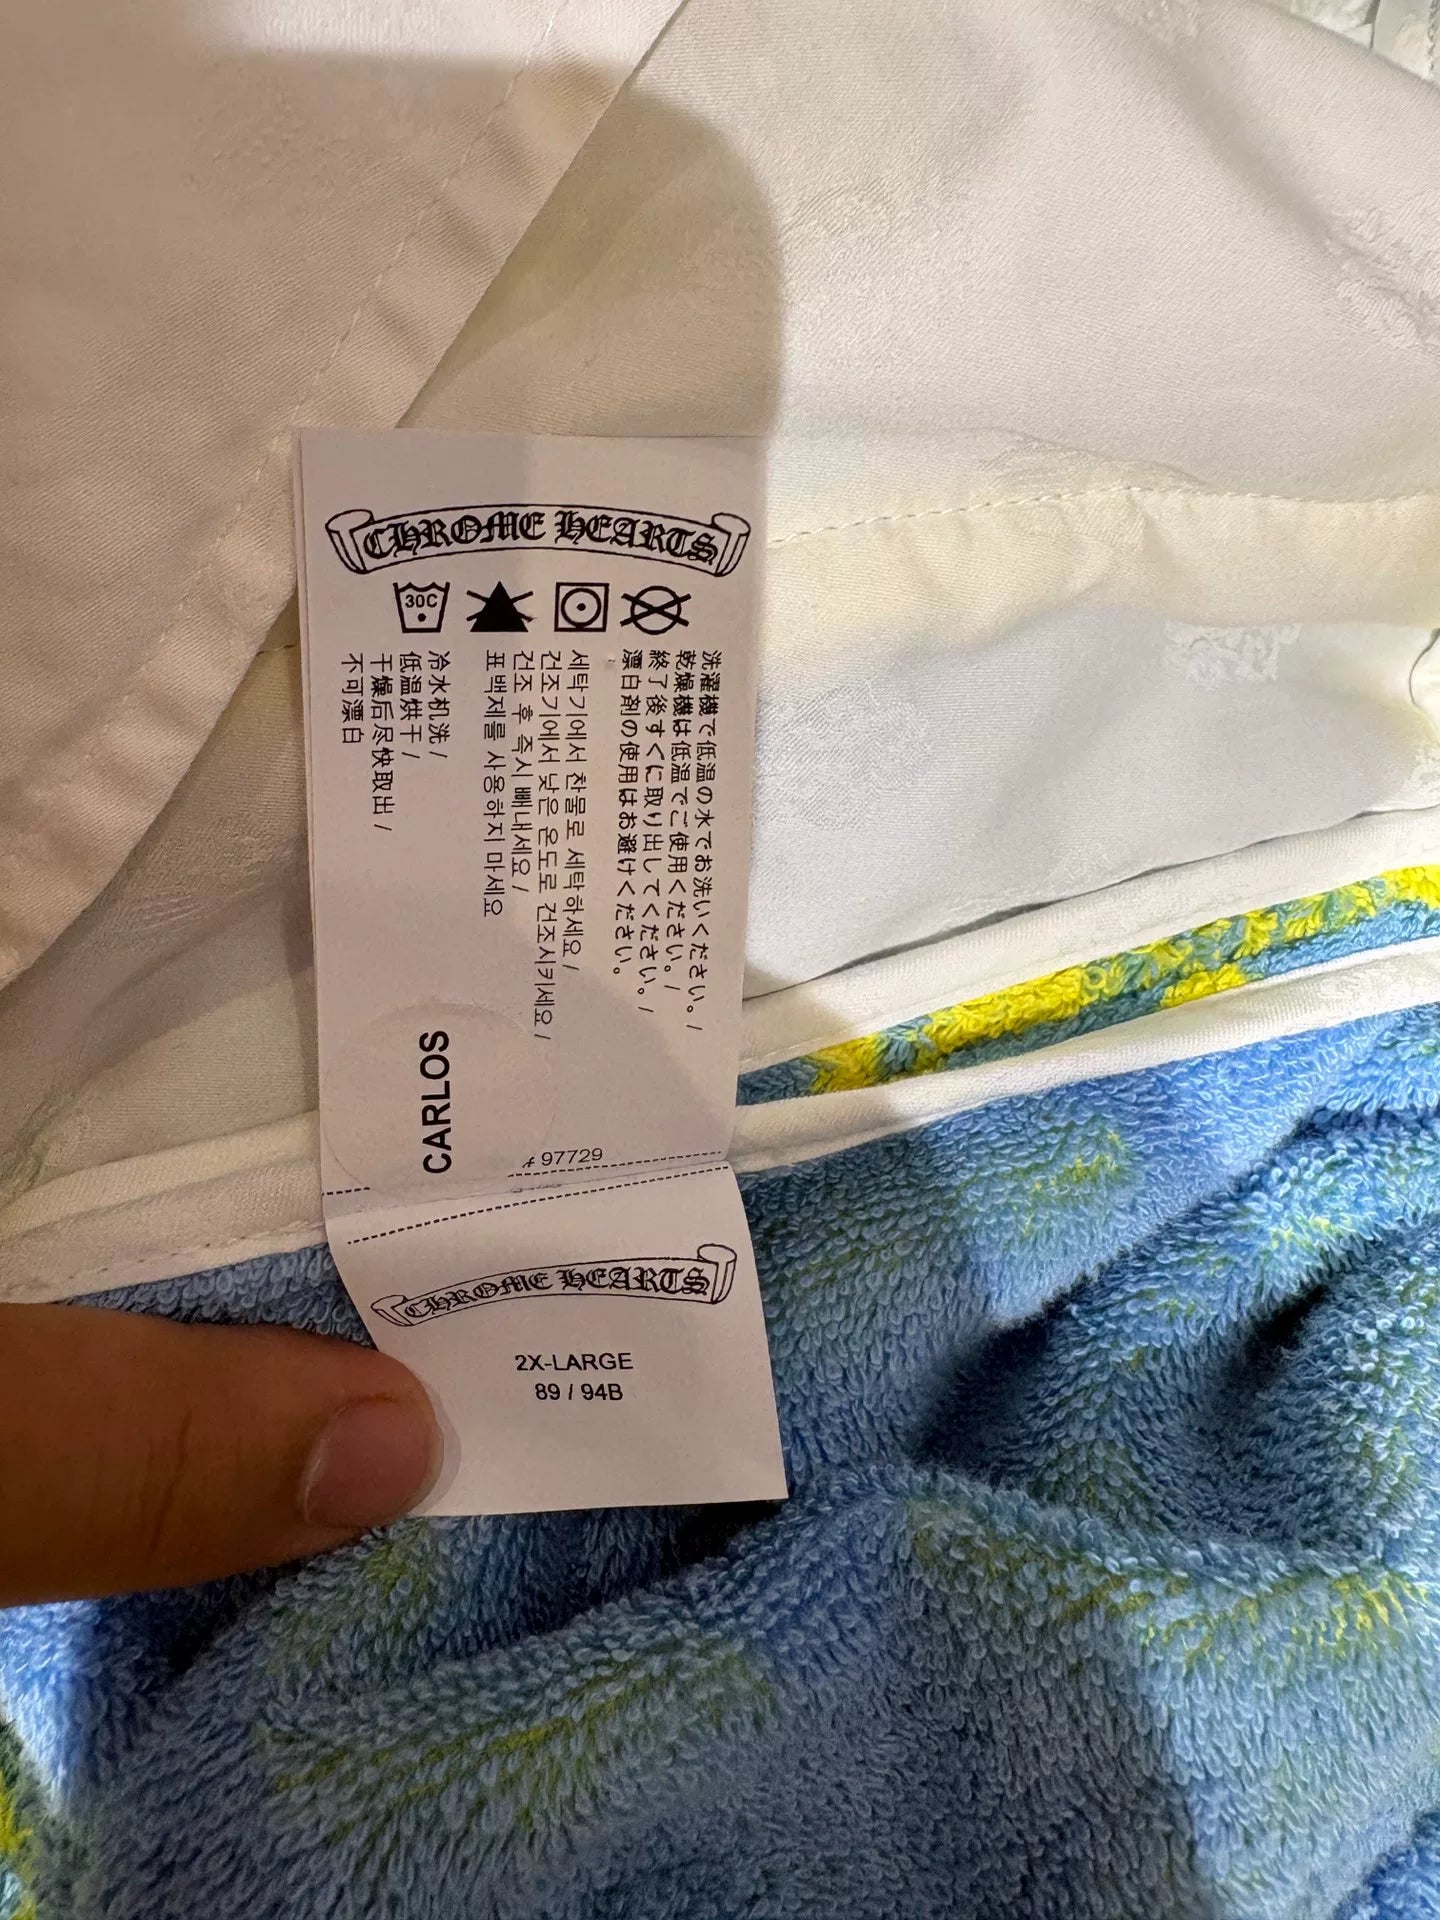 CHROME HEARTS
30C
洗濯機で低温の水でお洗いください。/
乾燥機は低温でご使用ください。/
終了後すぐに取り出してください。/
漂白剤の使用はお避けください。
세탁기에서 찬물로 세탁하세요 /
건조기에서 낮은 온도로 건조시키세요 /
건조 후 즉시 빼내세요 /
표백제를 사용하지 마세요
冷水机洗 /
低温烘干 /
干燥后尽快取出 /
不可漂白
CARLOS
# 97729
CHROME HEARTS
2X-LARGE
89 / 94B